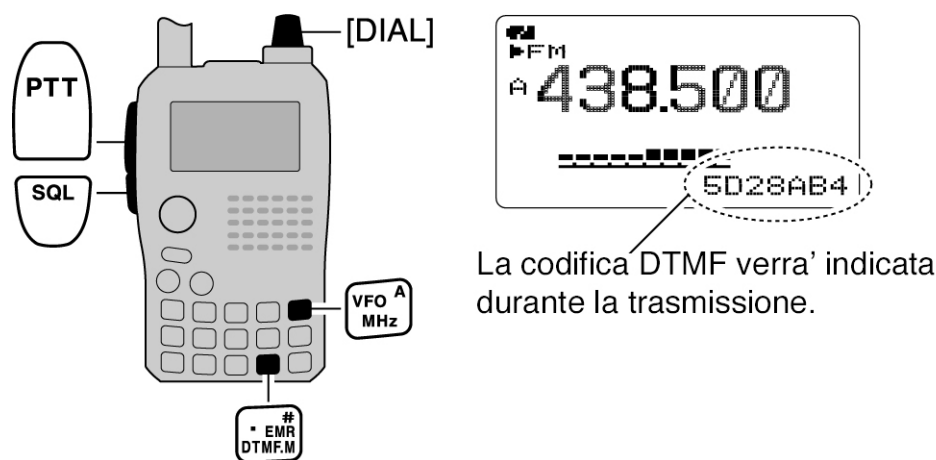 [DIAL]
PTT
SQL
VFO A
MHz
#
. EMR
DTMF.M
FM
A 438.500
5D28AB4
La codifica DTMF verra' indicata
durante la trasmissione.